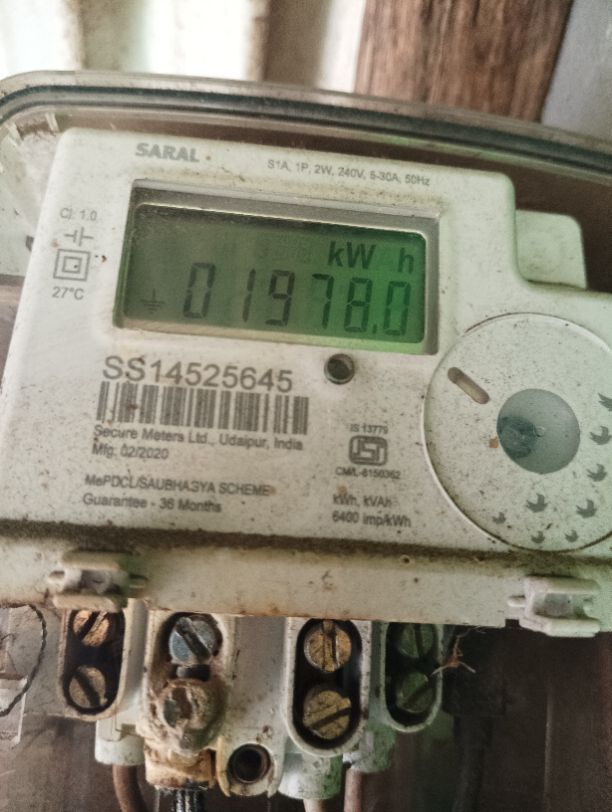 SARAL
S1A, 1P, 2W, 240V, 5-30A, 50Hz
Cl. 1.0
27°C
kW h
01978.0
SS14525645
Secure Meters Ltd., Udaipur, India
Mfg. 02/2020
MePDCL/SAUBHAGYA SCHEME
Guarantee - 36 Months
IS 13779
ISI
CM/L-8150362
kWh, kVAh
6400 imp/kWh